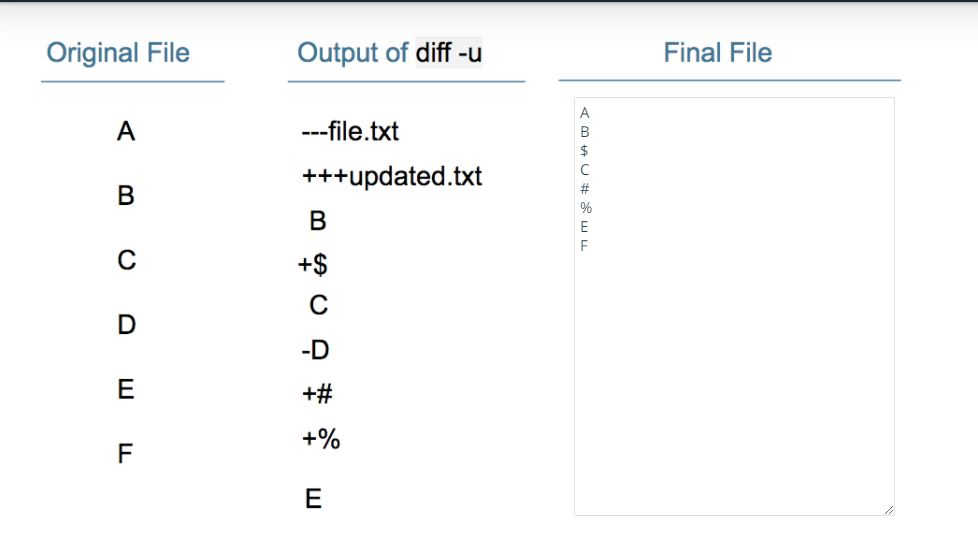 Original File
A
B
C
D
E
F
Output of diff -u
---file.txt
+++updated.txt
B
+$
C
-D
+#
+%
E
Final File
A
B
$
C
#
%
E
F